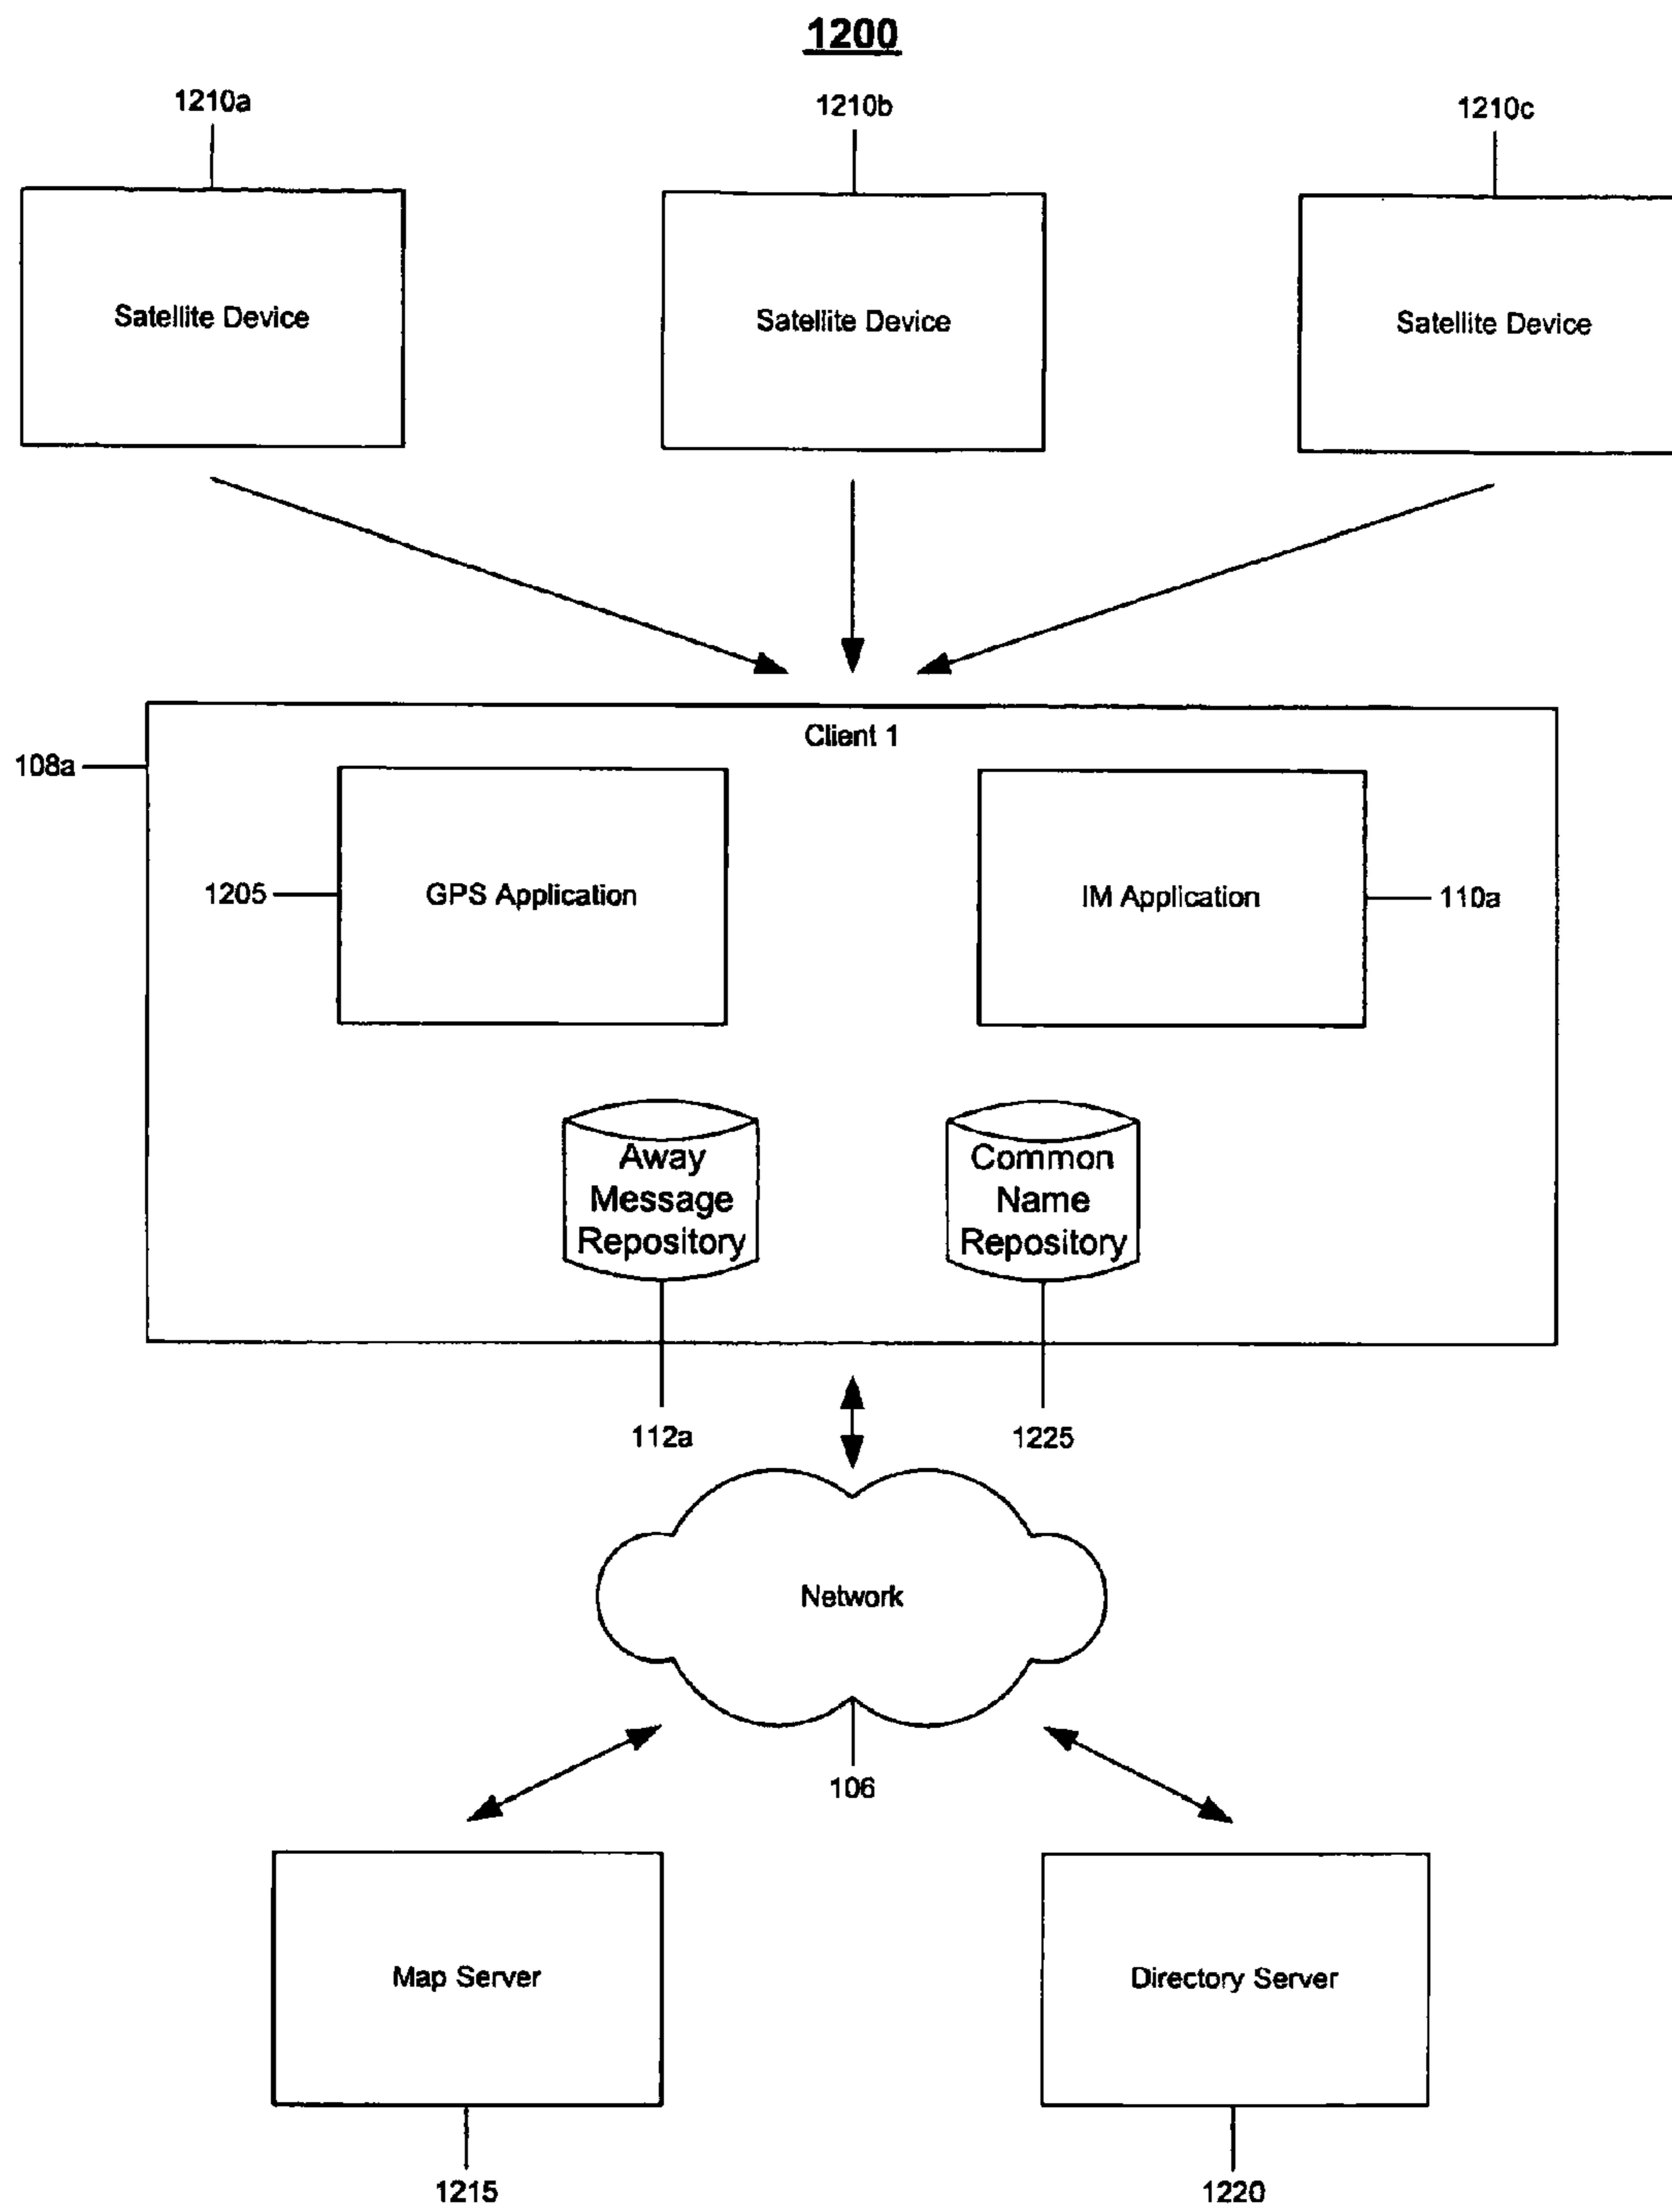 1200
1210a
1210b
1210c
Satellite Device
Satellite Device
Satellite Device
Client 1
108a
1205
GPS Application
IM Application
110a
Away
Message
Repository
Common
Name
Repository
112a
1225
Network
106
Map Server
Directory Server
1215
1220